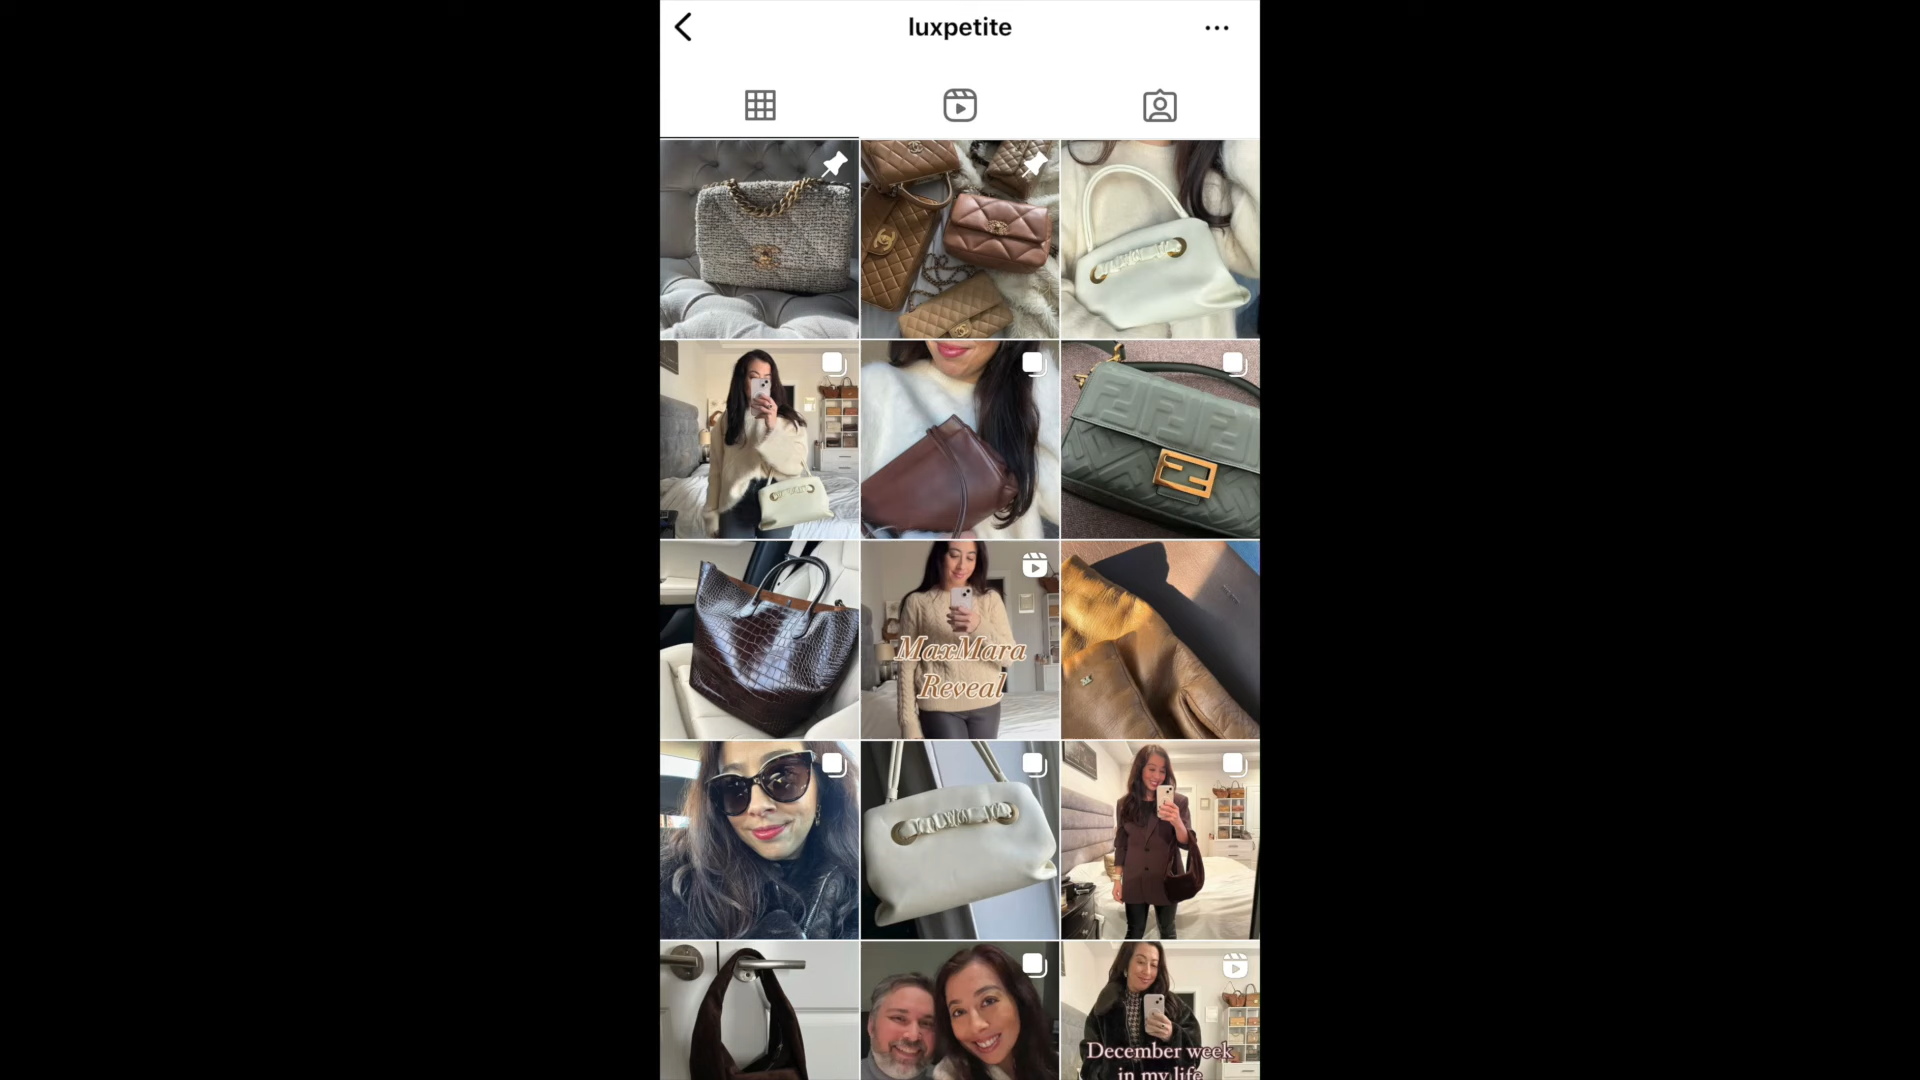 luxpetite
MaxMara
Reveal
December week
in my life